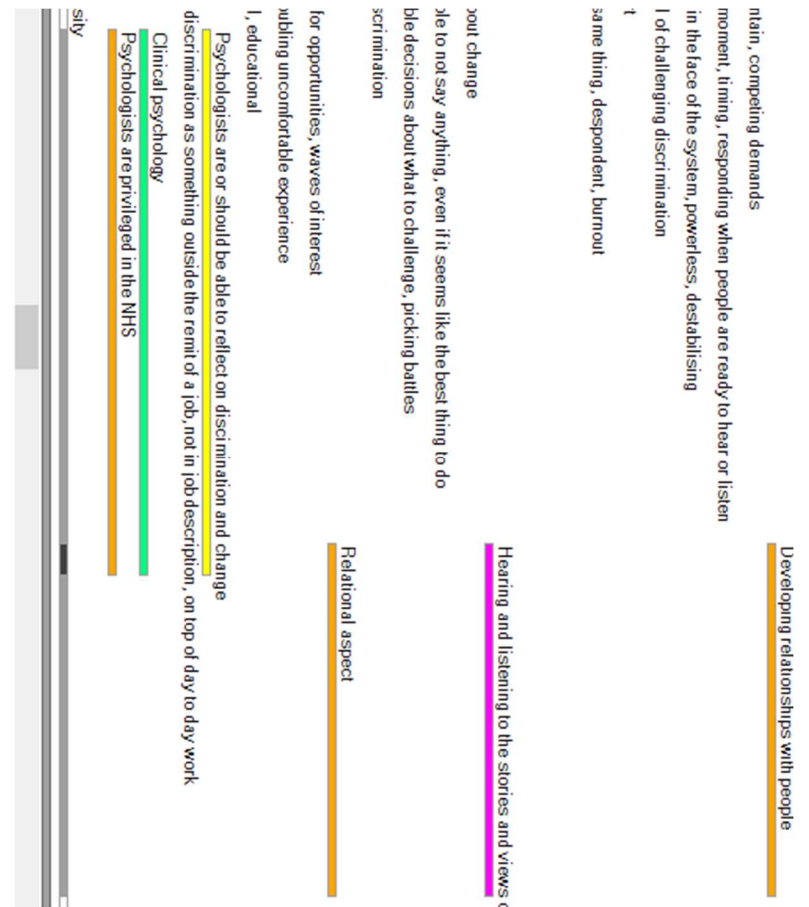 Developing relationships with people
ntain, competing demands
moment, timing, responding when people are ready to hear or listen
in the face of the system, powerless, destabilising
l of challenging discrimination
t
same thing, despondent, burnout
Hearing and listening to the stories and views
out change
ole to not say anything, even if it seems like the best thing to do
ble decisions about what to challenge, picking battles
scrimination
Relational aspect
for opportunities, waves of interest
oubling uncomfortable experience
l, educational
Psychologists are or should be able to reflect on discimination and change
discrimination as something outside the remit of a job, not in job description, on top of day to day work
Clinical psychology
Psychologists are privileged in the NHS
sity